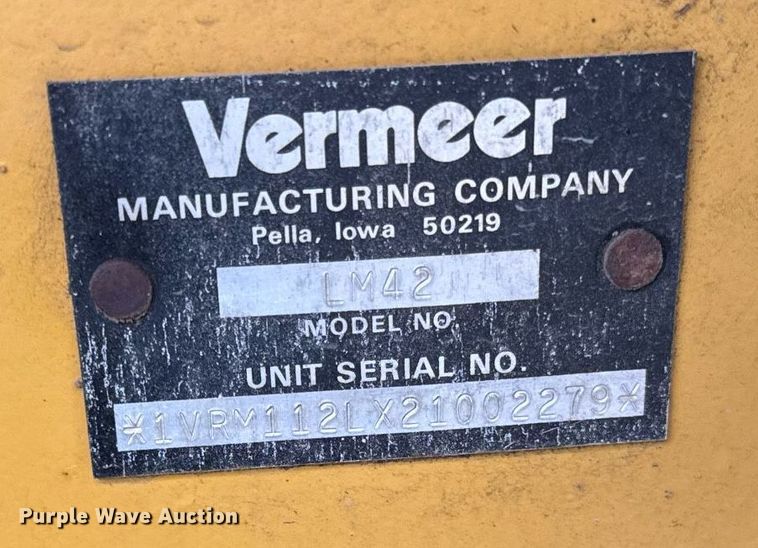 Vermeer
MANUFACTURING COMPANY
Pella, Iowa 50219
LM42
MODEL NO.
UNIT SERIAL NO.
*1VRM112LX21002279*
Purple Wave Auction